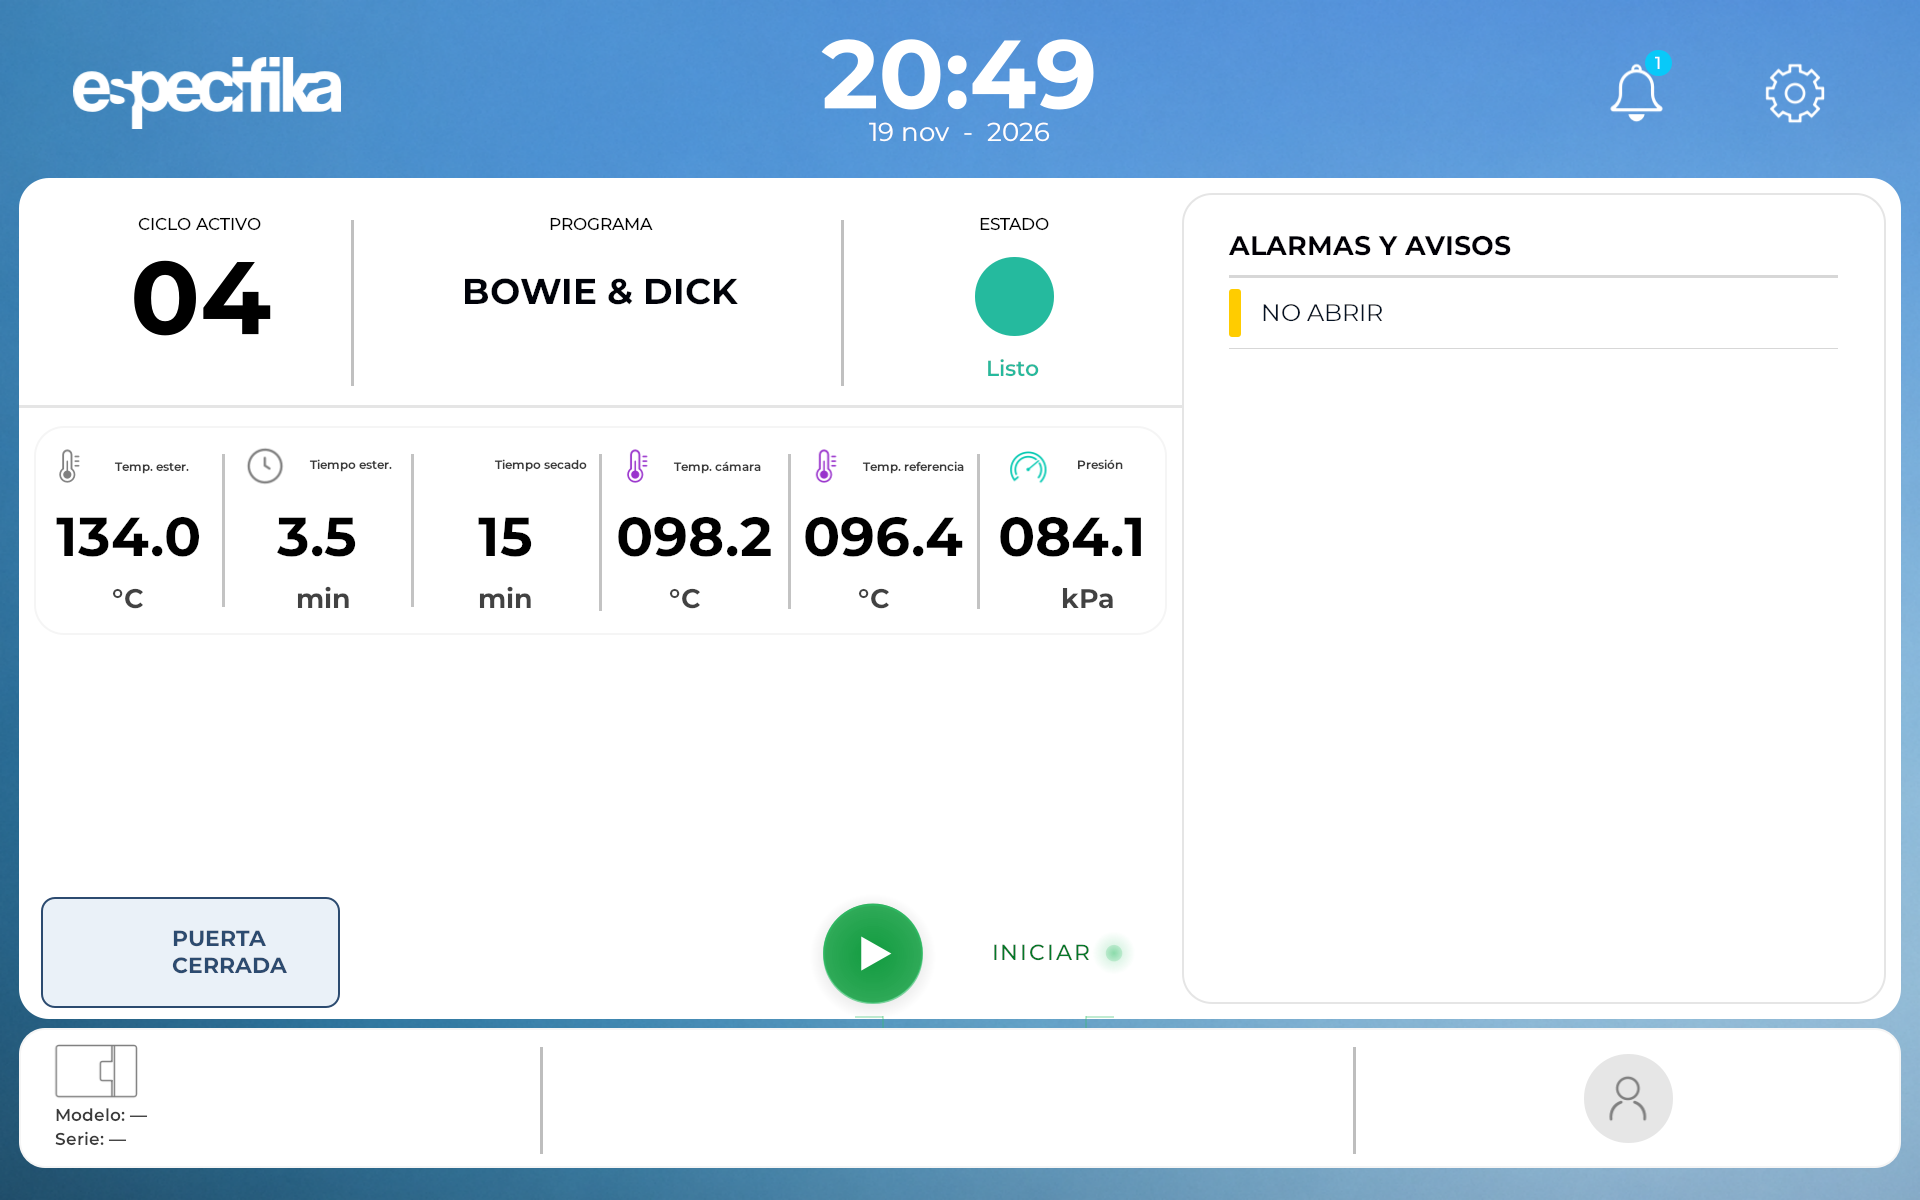 especifika
20:49
19 nov - 2026
1
CICLO ACTIVO
04
PROGRAMA
BOWIE & DICK
ESTADO
Listo
ALARMAS Y AVISOS
NO ABRIR
Temp. ester.
134.0
°C
Tiempo ester.
3.5
min
Tiempo secado
15
min
Temp. cámara
098.2
°C
Temp. referencia
096.4
°C
Presión
084.1
kPa
PUERTA
CERRADA
INICIAR
Modelo: —
Serie: —